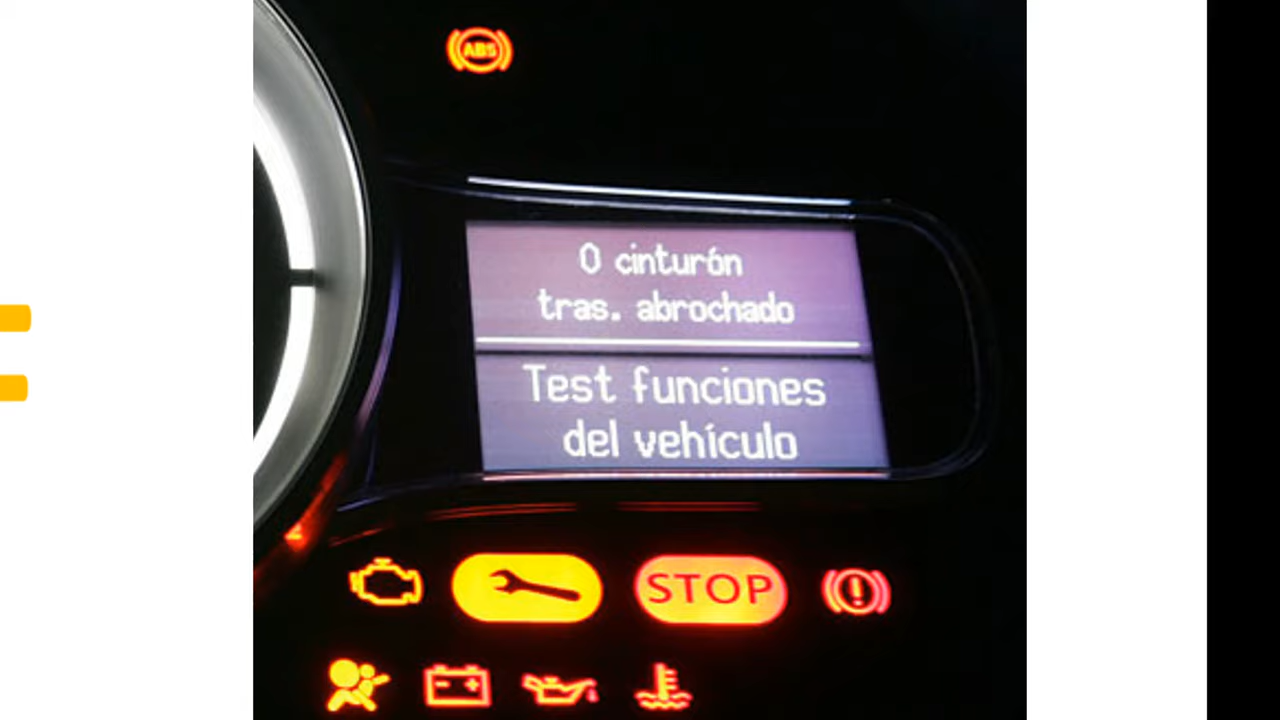 ABS
0 cinturón
tras. abrochado
Test funciones
del vehículo
STOP